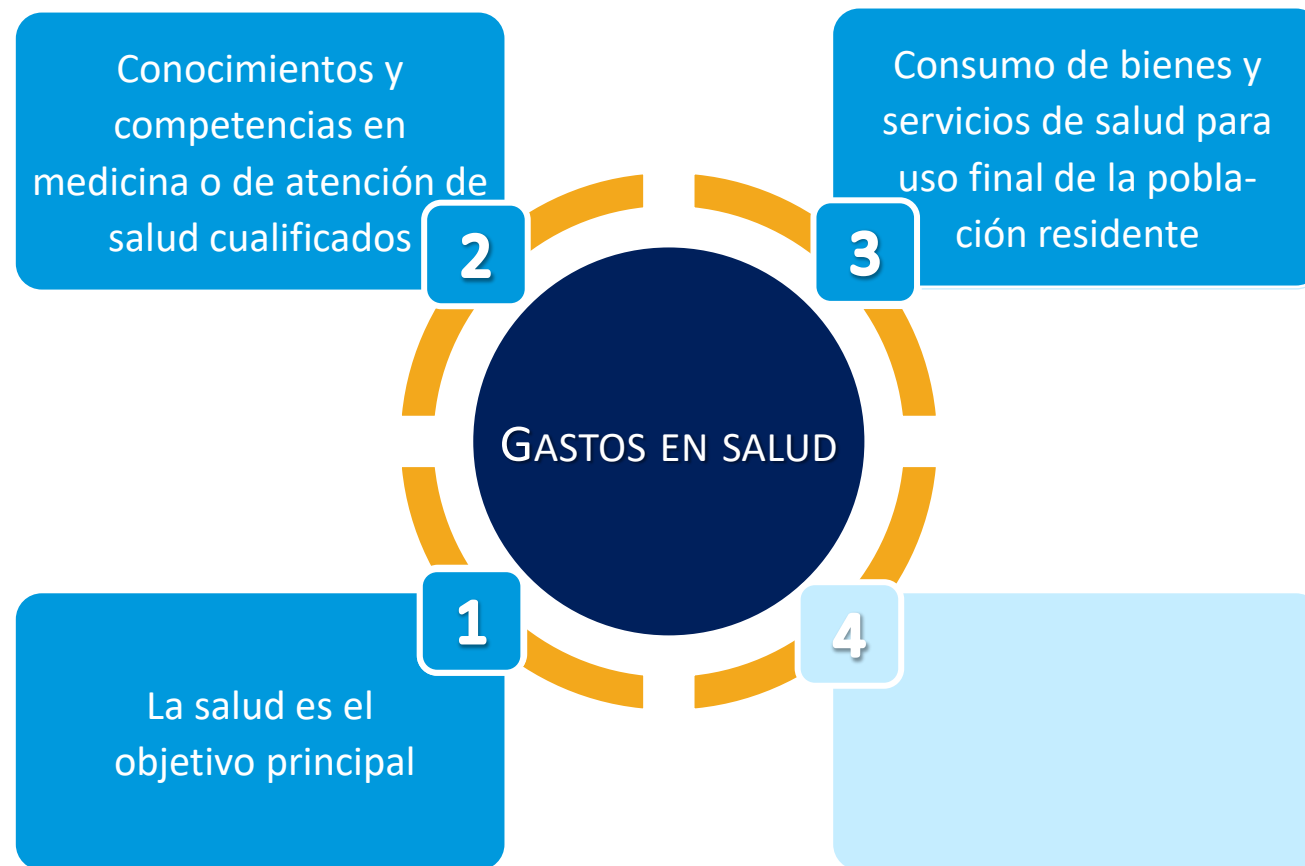 Conocimientos y
competencias en
medicina o de atención de
salud cualificados
2
Consumo de bienes y
servicios de salud para
uso final de la pobla-
ción residente
3
GASTOS EN SALUD
1
La salud es el
objetivo principal
4